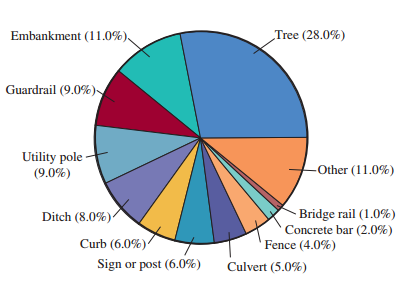 Embankment (11.0%)
Tree (28.0%)
Guardrail (9.0%)
Utility pole
(9.0%)
Other (11.0%)
Ditch (8.0%)
Bridge rail (1.0%)
Concrete bar (2.0%)
Curb (6.0%)
Fence (4.0%)
Sign or post (6.0%)
Culvert (5.0%)